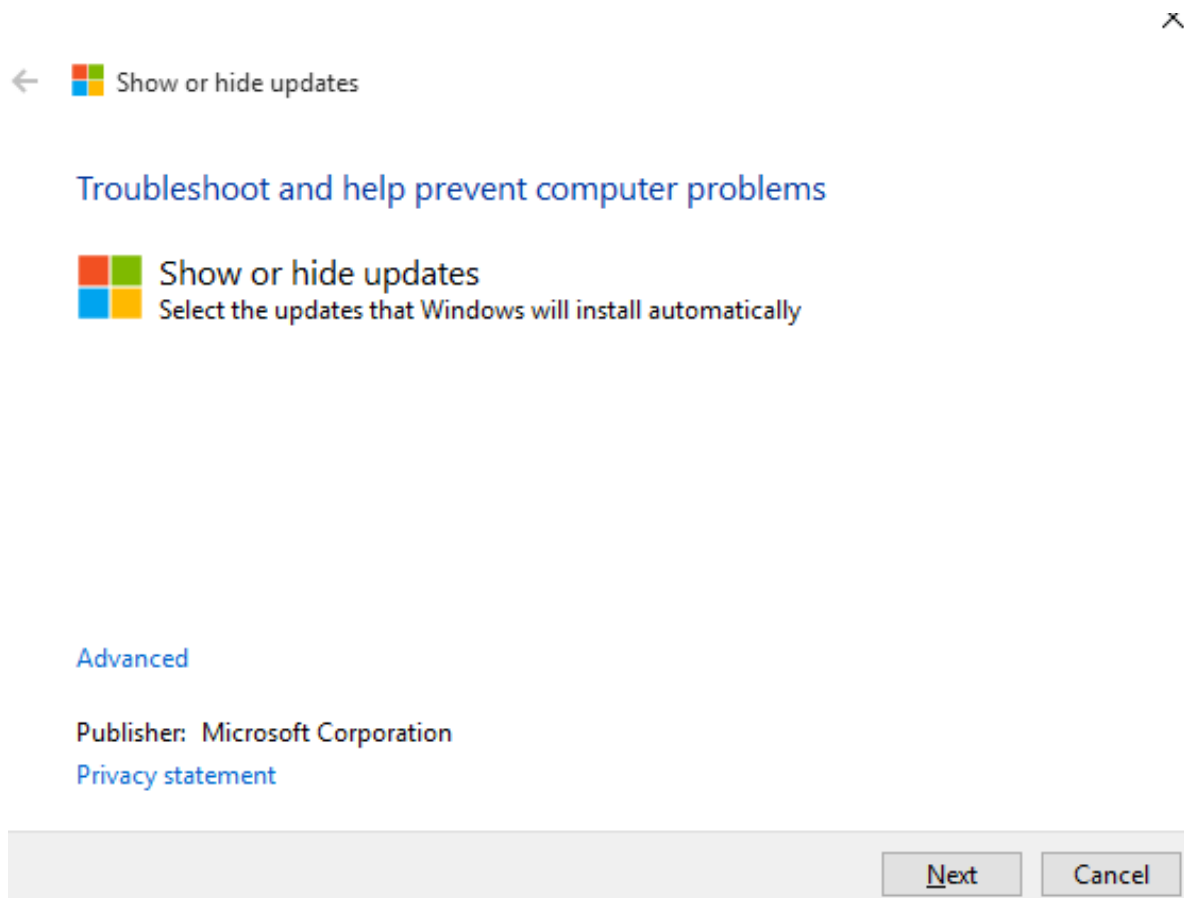 Show or hide updates
Troubleshoot and help prevent computer problems
Show or hide updates
Select the updates that Windows will install automatically
Advanced
Publisher: Microsoft Corporation
Privacy statement
Next Cancel